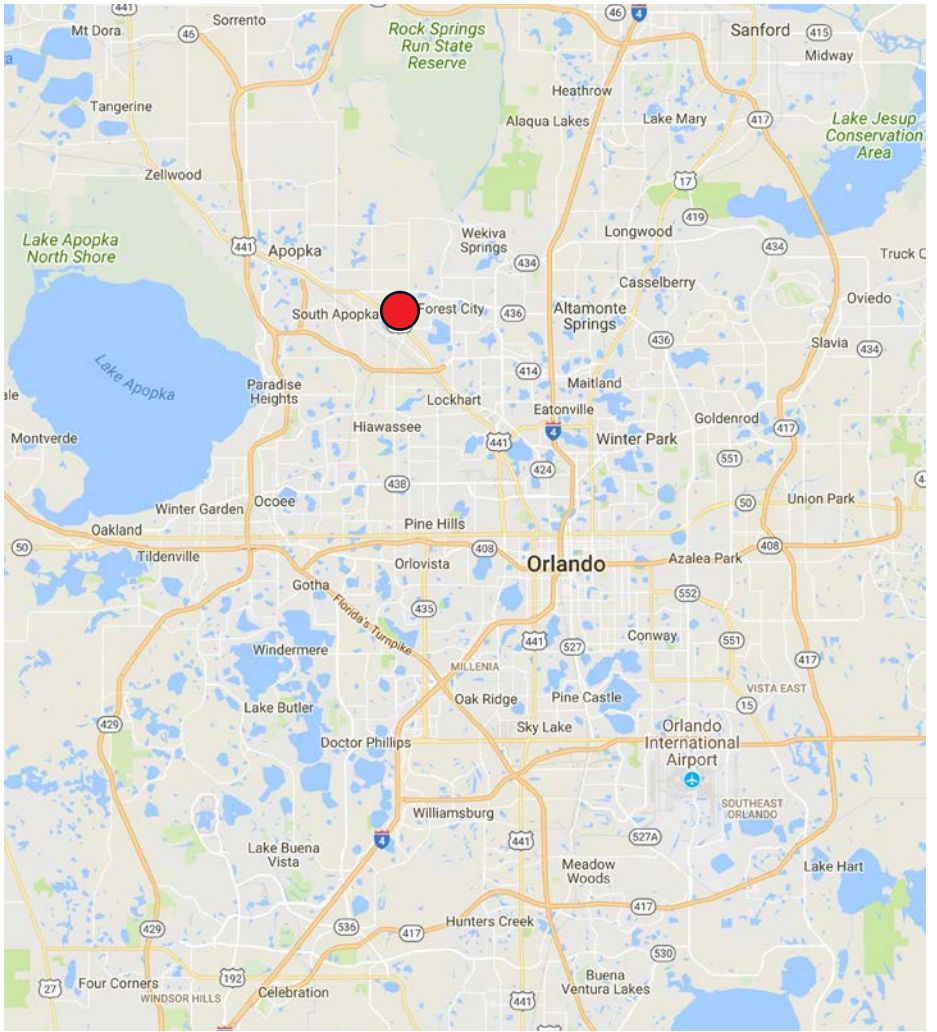 441
Sorrento
46
4
Sanford
415
Mt Dora
46
Rock Springs
Run State
Reserve
Midway
Heathrow
Tangerine
Alaqua Lakes
Lake Mary
417
Lake Jesup
Conservation
Area
Zellwood
17
419
Lake Apopka
North Shore
441
Apopka
Wekiva
Springs
Longwood
434
434
Truck C
Casselberry
Oviedo
South Apopka
Forest City
436
Altamonte
Springs
436
Slavia
434
Lake Apopka
414
Maitland
ale
Paradise
Heights
Lockhart
Eatonville
Goldenrod
417
Montverde
Hiawassee
441
4
Winter Park
551
424
438
Winter Garden
Ocoee
50
Union Park
Oakland
Pine Hills
50
Tildenville
408
Orlando
Azalea Park
408
Orlovista
Gotha
552
435
Florida's Turnpike
Windermere
441
527
Conway
551
417
MILLENIA
VISTA EAST
Lake Butler
Oak Ridge
Pine Castle
15
429
Sky Lake
Orlando
International
Airport
Doctor Phillips
Williamsburg
SOUTHEAST
ORLANDO
4
441
527A
Lake Buena
Vista
Meadow
Woods
Lake Hart
417
429
536
417
Hunters Creek
530
27
Four Corners
192
WINDSOR HILLS
Celebration
441
Buena
Ventura Lakes